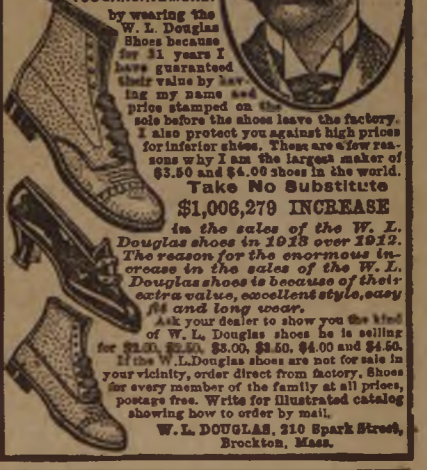 by wearing the
W. L. Douglas
Shoes because
for 31 years I
have guaranteed
their value by hav-
ing my name and
price stamped on the
sole before the shoes leave the factory.
I also protect you against high prices
for inferior shoes. These are a few rea-
sons why I am the largest maker of
$3.50 and $4.00 shoes in the world.
Take No Substitute
$1,006,279 INCREASE
in the sales of the W. L.
Douglas shoes in 1913 over 1912.
The reason for the enormous in-
crease in the sales of the W. L.
Douglas shoes is because of their
extra value, excellent style, easy
fit and long wear.
Ask your dealer to show you the kind
of W. L. Douglas shoes he is selling
for $3.00, $3.50, $4.00 and $4.50.
If the W. L. Douglas shoes are not for sale in
your vicinity, order direct from factory. Shoes
for every member of the family at all prices,
postage free. Write for illustrated catalog
showing how to order by mail.
W. L. DOUGLAS, 210 Spark Street,
Brockton, Mass.